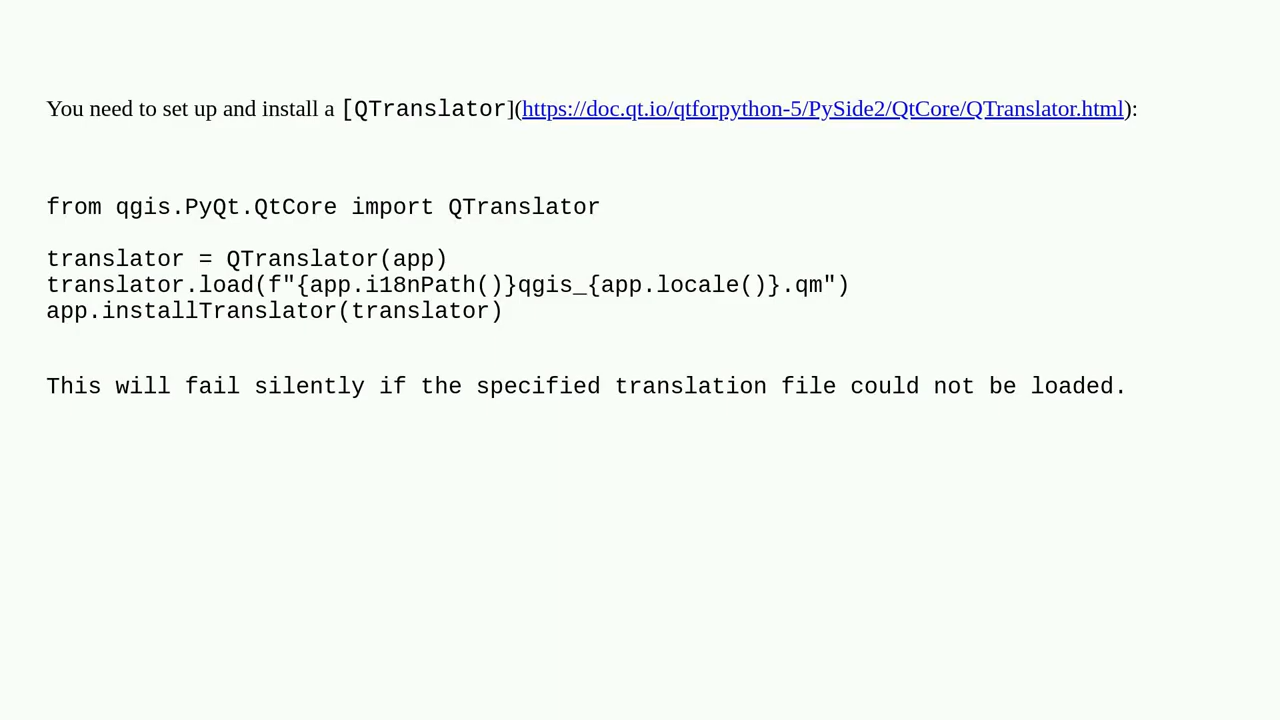 You need to set up and install a [QTranslator](https://doc.qt.io/qtforpython-5/PySide2/QtCore/QTranslator.html):
from qgis.PyQt.QtCore import QTranslator
translator = QTranslator(app)
translator.load(f"{app.i18nPath()}qgis_{app.locale()}.qm")
app.installTranslator(translator)
This will fail silently if the specified translation file could not be loaded.